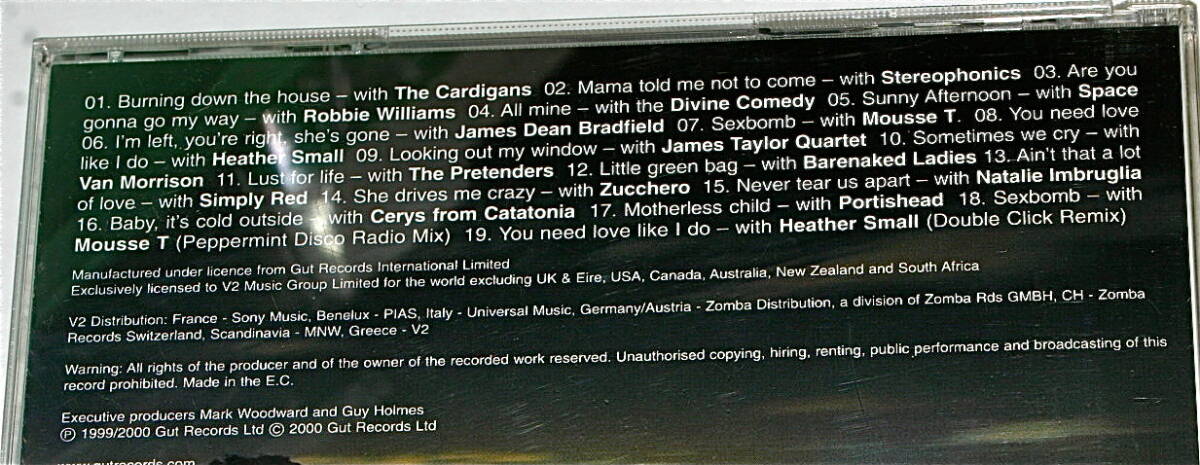 01. Burning down the house – with The Cardigans 02. Mama told me not to come – with Stereophonics 03. Are you
gonna go my way – with Robbie Williams 04. All mine – with the Divine Comedy 05. Sunny Afternoon – with Space
06. I'm left, you're right, she's gone – with James Dean Bradfield 07. Sexbomb – with Mousse T. 08. You need love
like I do – with Heather Small 09. Looking out my window – with James Taylor Quartet 10. Sometimes we cry – with
Van Morrison 11. Lust for life – with The Pretenders 12. Little green bag – with Barenaked Ladies 13. Ain't that a lot
of love – with Simply Red 14. She drives me crazy – with Zucchero 15. Never tear us apart – with Natalie Imbruglia
16. Baby, it's cold outside – with Cerys from Catatonia 17. Motherless child – with Portishead 18. Sexbomb – with
Mousse T (Peppermint Disco Radio Mix) 19. You need love like I do – with Heather Small (Double Click Remix)
Manufactured under licence from Gut Records International Limited
Exclusively licensed to V2 Music Group Limited for the world excluding UK & Eire, USA, Canada, Australia, New Zealand and South Africa
V2 Distribution: France - Sony Music, Benelux - PIAS, Italy - Universal Music, Germany/Austria - Zomba Distribution, a division of Zomba Rds GMBH, CH - Zomba
Records Switzerland, Scandinavia - MNW, Greece - V2
Warning: All rights of the producer and of the owner of the recorded work reserved. Unauthorised copying, hiring, renting, public performance and broadcasting of this
record prohibited. Made in the E.C.
Executive producers Mark Woodward and Guy Holmes
℗ 1999/2000 Gut Records Ltd © 2000 Gut Records Ltd
www.gutrecords.com